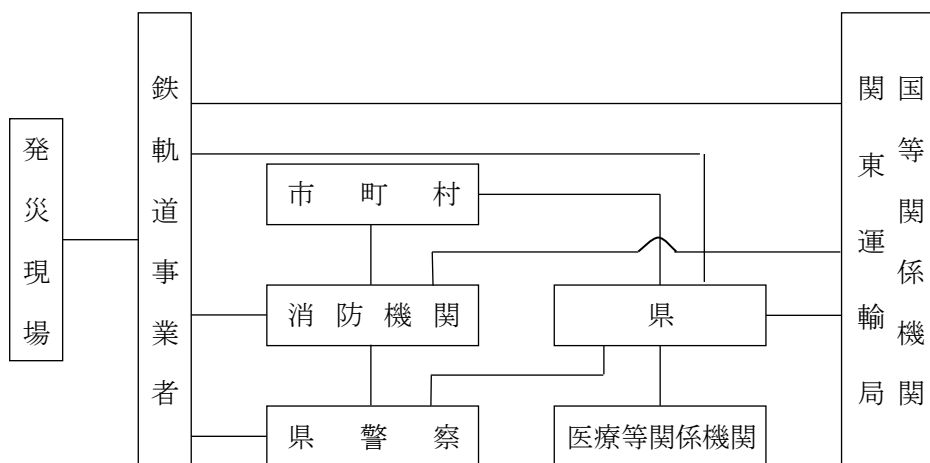 発災現場
鉄軌道事業者
市町村
消防機関
県警察
県
医療等関係機関
国等関係機関
関東運輸局